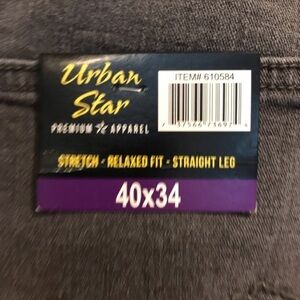 Urban
Star
PREMIUM APPAREL
ITEM# 610584
STRETCH - RELAXED FIT - STRAIGHT LEG
40x34